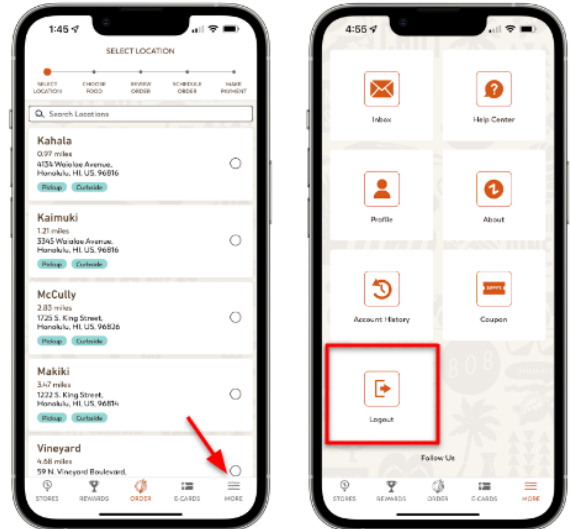 1:45
SELECT LOCATION
SELECT LOCATION
CHOOSE FOOD
REVIEW ORDER
SCHEDULE ORDER
MAKE PAYMENT
Search Locations
Kahala
0.97 miles
4134 Waialae Avenue,
Honolulu, HI, US, 96816
Pickup Curbside
Kaimuki
1.21 miles
3345 Waialae Avenue,
Honolulu, HI, US, 96816
Pickup Curbside
McCully
2.83 miles
1725 S. King Street,
Honolulu, HI, US, 96826
Pickup Curbside
Makiki
3.47 miles
1222 S. King Street,
Honolulu, HI, US, 96814
Pickup Curbside
Vineyard
4.68 miles
59 N. Vineyard Boulevard,
STORES REWARDS ORDER E-CARDS MORE
4:55
Inbox Help Center
Profile About
Account History Coupon
808
Logout
Follow Us
STORES REWARDS ORDER E-CARDS MORE